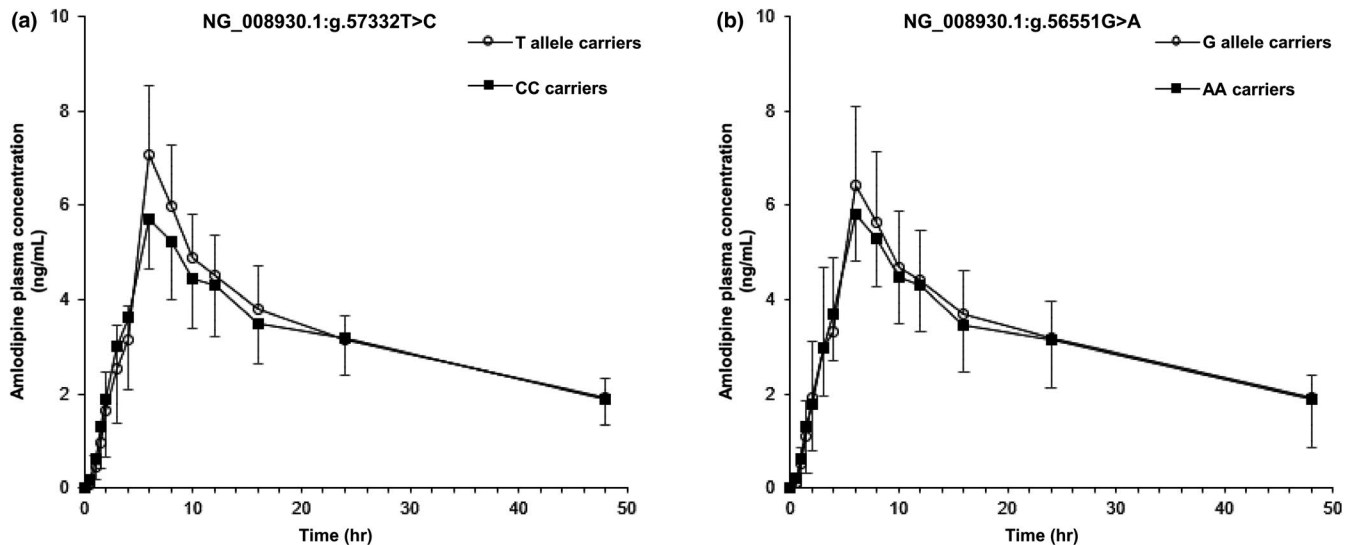 (a)
NG_008930.1:g.57332T>C
T allele carriers
CC carriers
Amlodipine plasma concentration
(ng/mL)
10
8
6
4
2
0
0 10 20 30 40 50
Time (hr)
(b)
NG_008930.1:g.56551G>A
G allele carriers
AA carriers
Amlodipine plasma concentration
(ng/mL)
10
8
6
4
2
0
0 10 20 30 40 50
Time (hr)